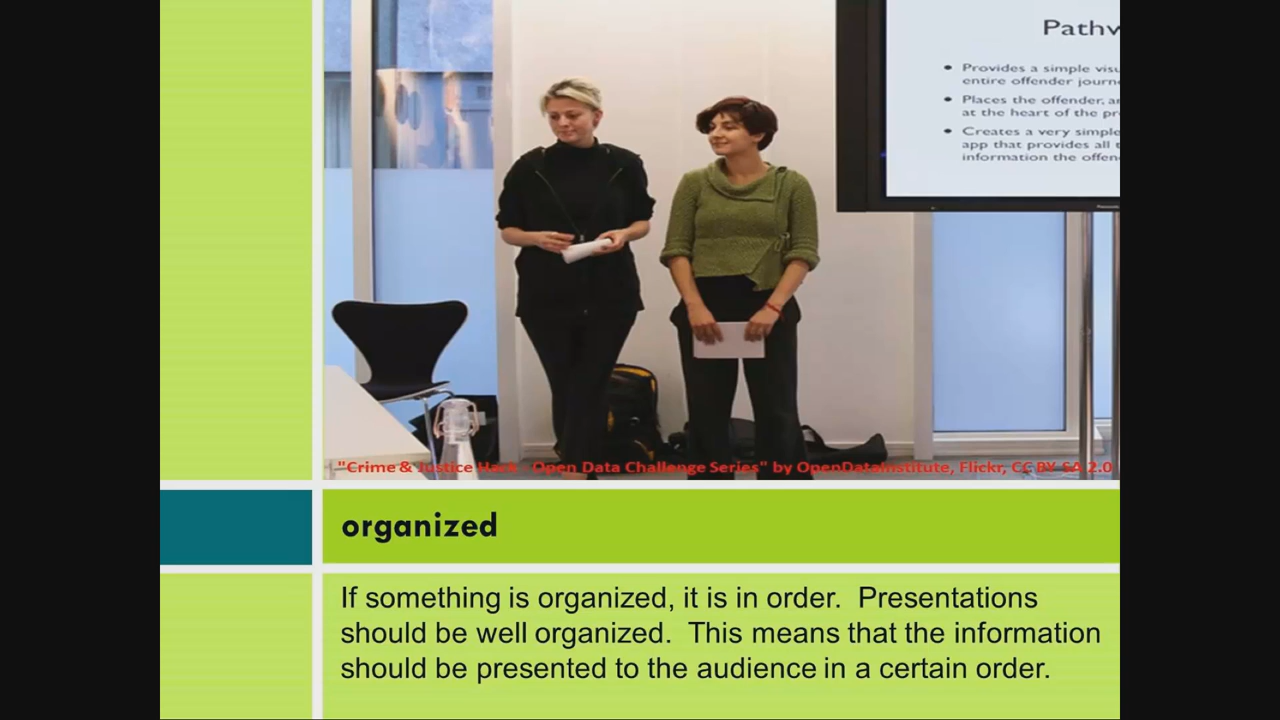 Pathw
Provides a simple visu
entire offender journ
Places the offender, an
at the heart of the pr
Creates a very simple
app that provides all t
information the offen
"Crime & Justice Hack - Open Data Challenge Series" by OpenDataInstitute, Flickr, CC BY SA 2.0
organized
If something is organized, it is in order. Presentations
should be well organized. This means that the information
should be presented to the audience in a certain order.